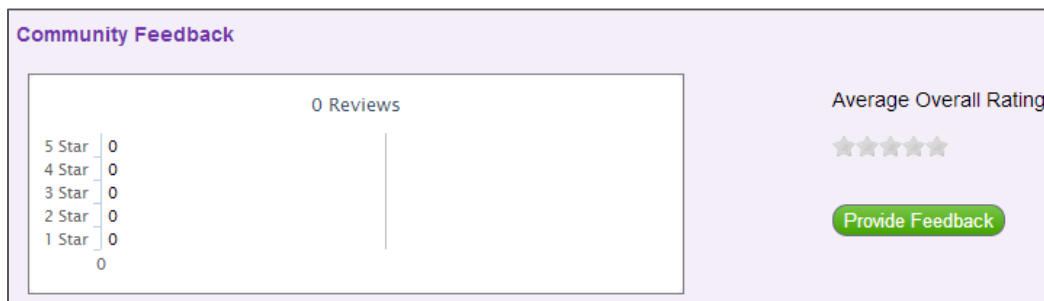 Community Feedback
0 Reviews
5 Star 0
4 Star 0
3 Star 0
2 Star 0
1 Star 0
0
Average Overall Rating
Provide Feedback